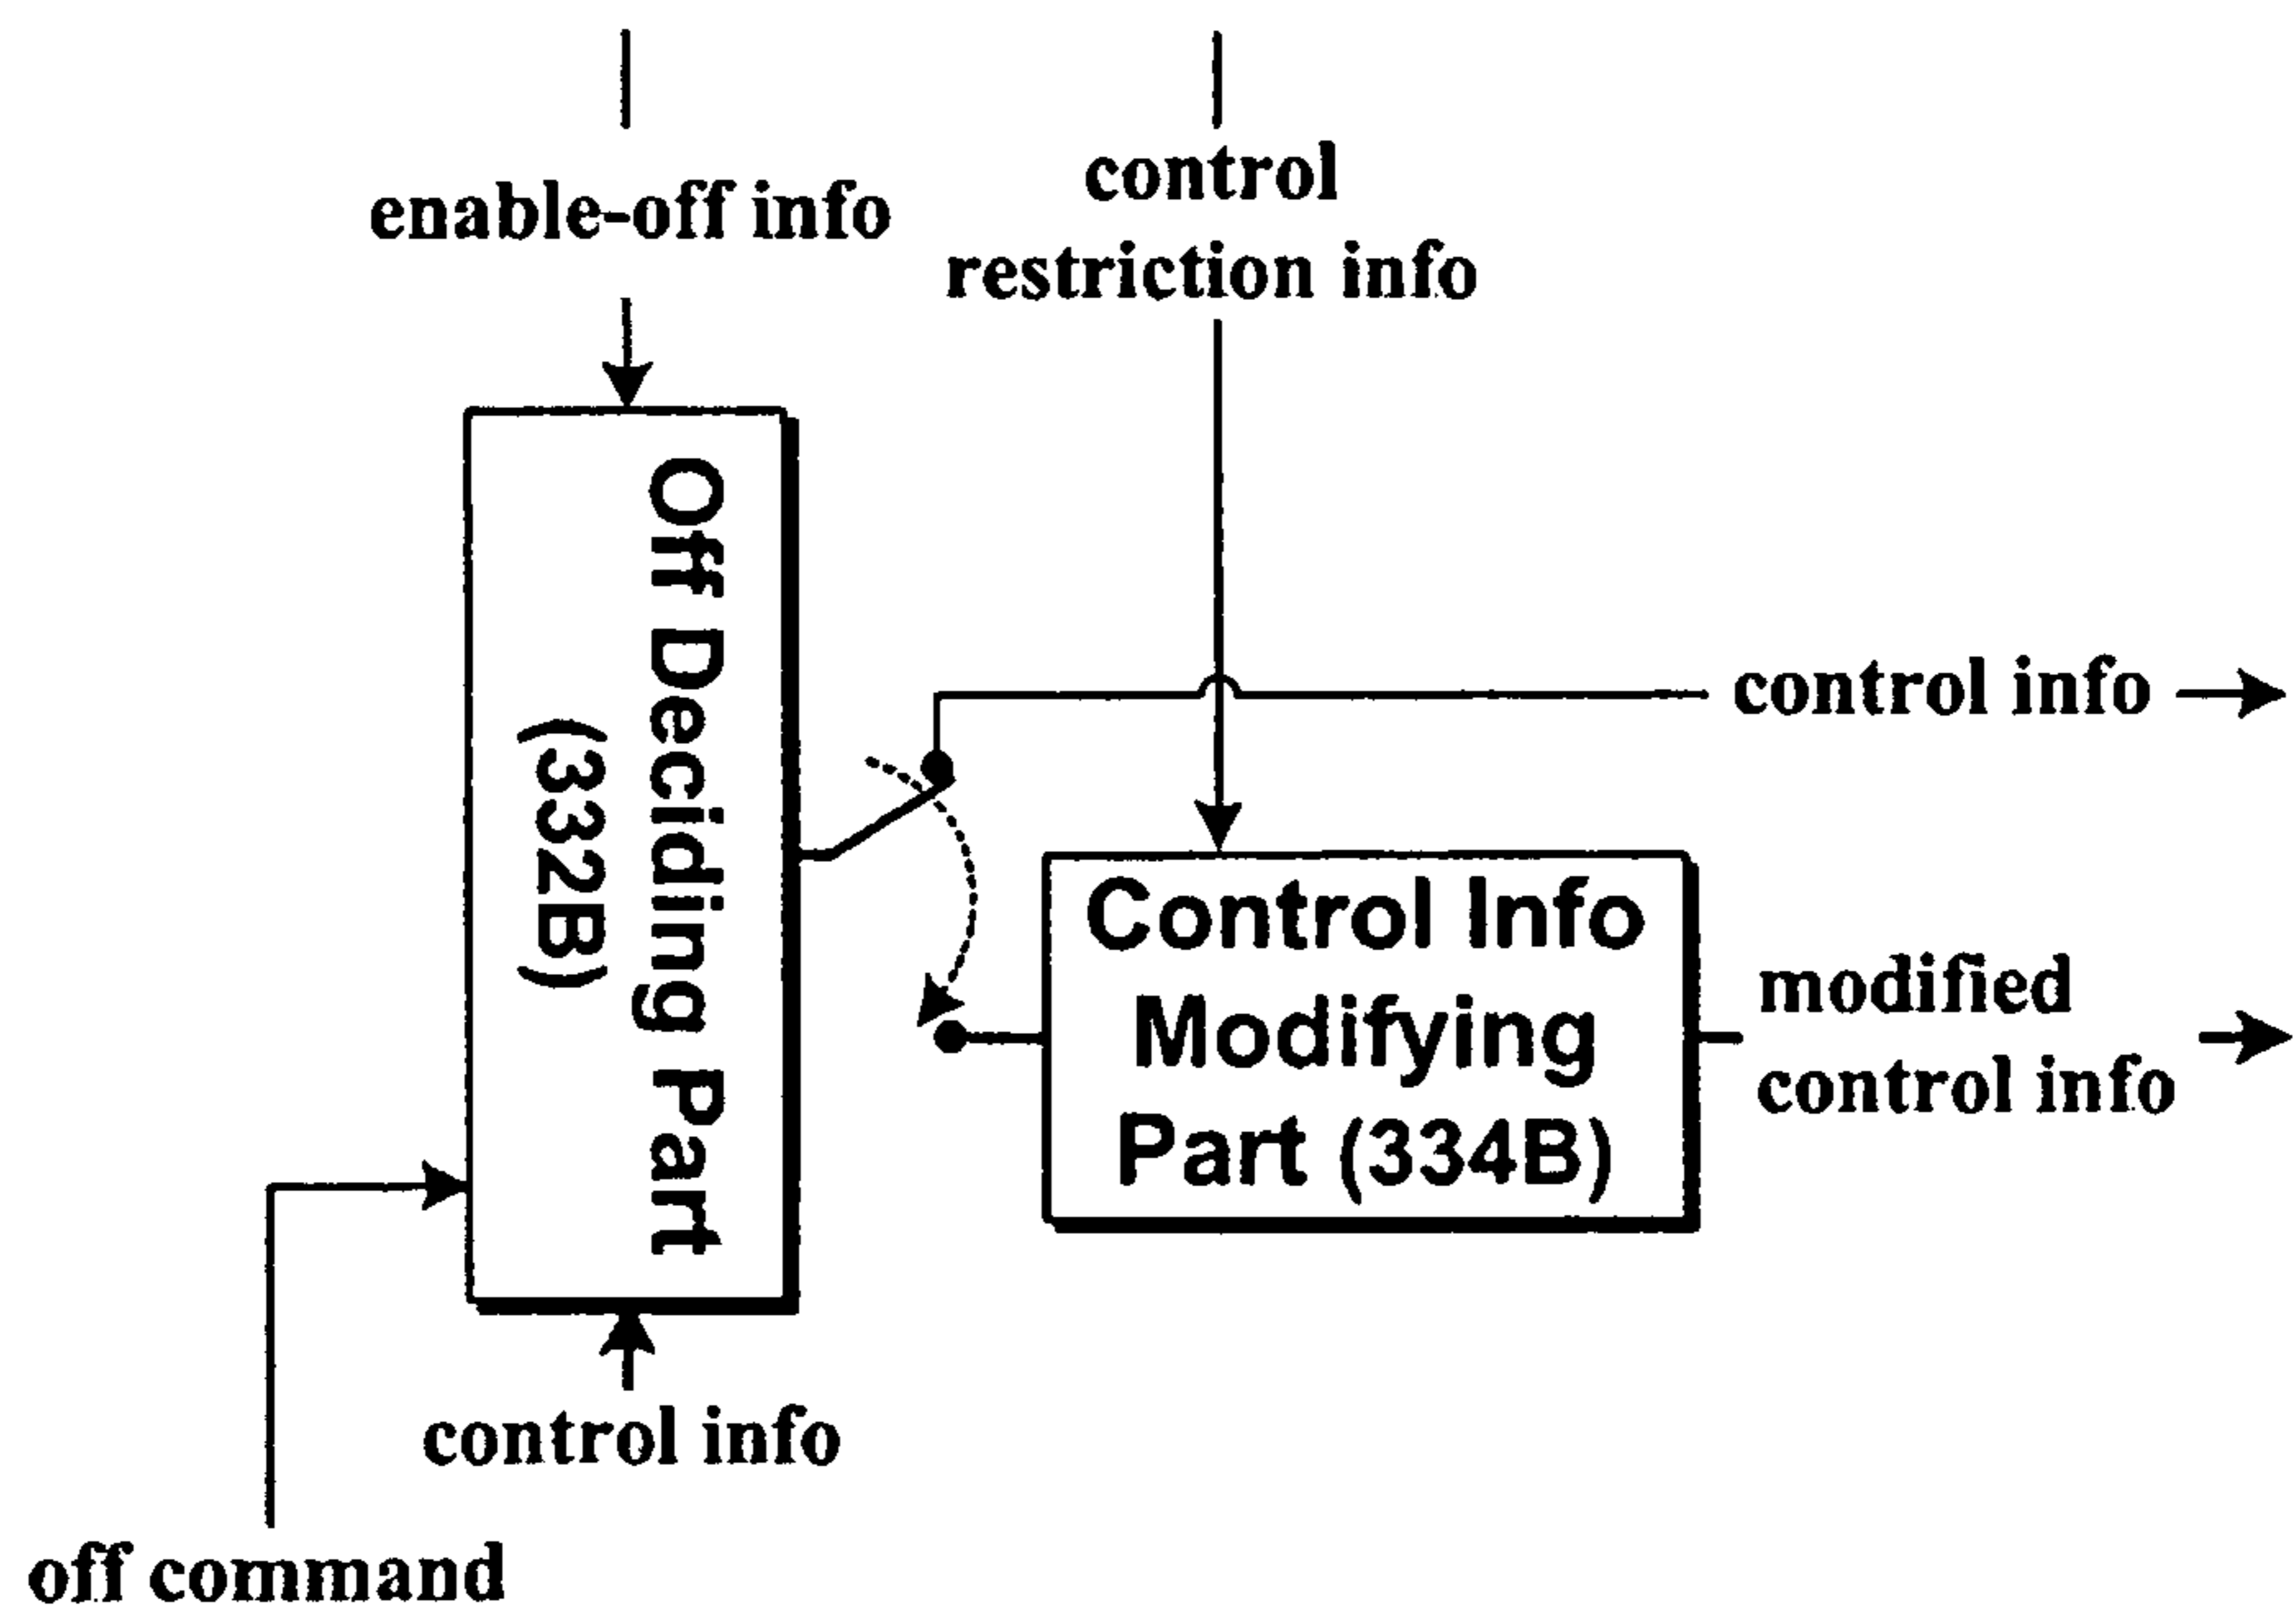 enable-off info
control
restriction info
Off Deciding Part
(332B)
control info
Control Info
Modifying
Part (334B)
modified
control info
control info
off command